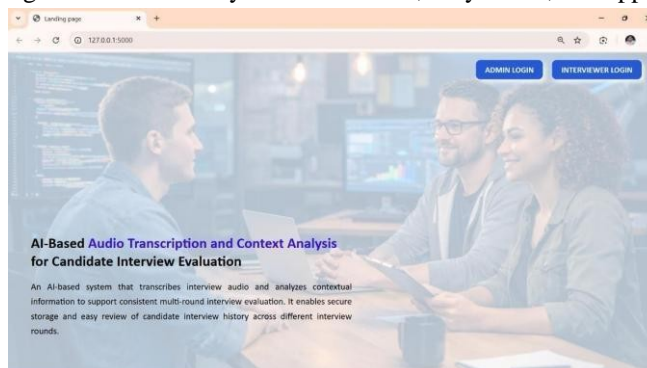 Landing page
127.0.0.1:5000
ADMIN LOGIN INTERVIEWER LOGIN
AI-Based Audio Transcription and Context Analysis
for Candidate Interview Evaluation
An AI-based system that transcribes interview audio and analyzes contextual
information to support consistent multi-round interview evaluation. It enables secure
storage and easy review of candidate interview history across different interview
rounds.